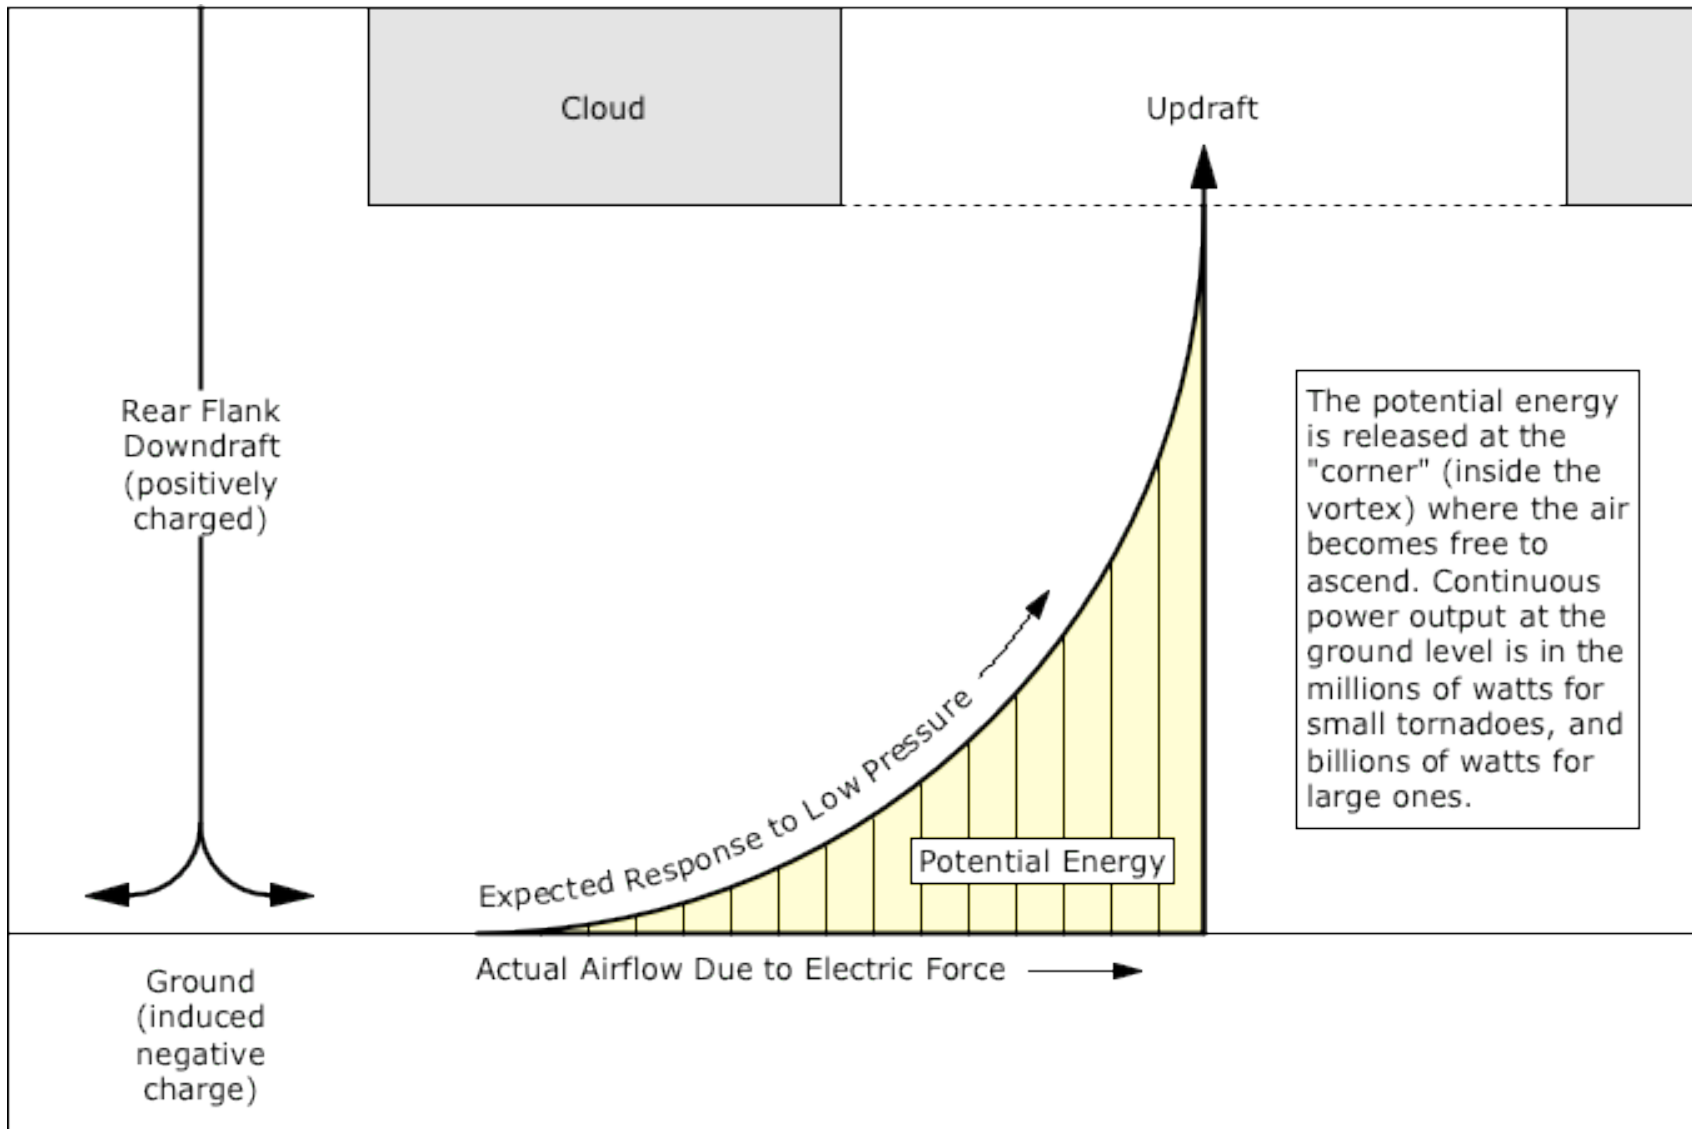 Cloud
Updraft
Rear Flank
Downdraft
(positively
charged)
The potential energy
is released at the
"corner" (inside the
vortex) where the air
becomes free to
ascend. Continuous
power output at the
ground level is in the
millions of watts for
small tornadoes, and
billions of watts for
large ones.
Expected Response to Low Pressure
Potential Energy
Actual Airflow Due to Electric Force
Ground
(induced
negative
charge)